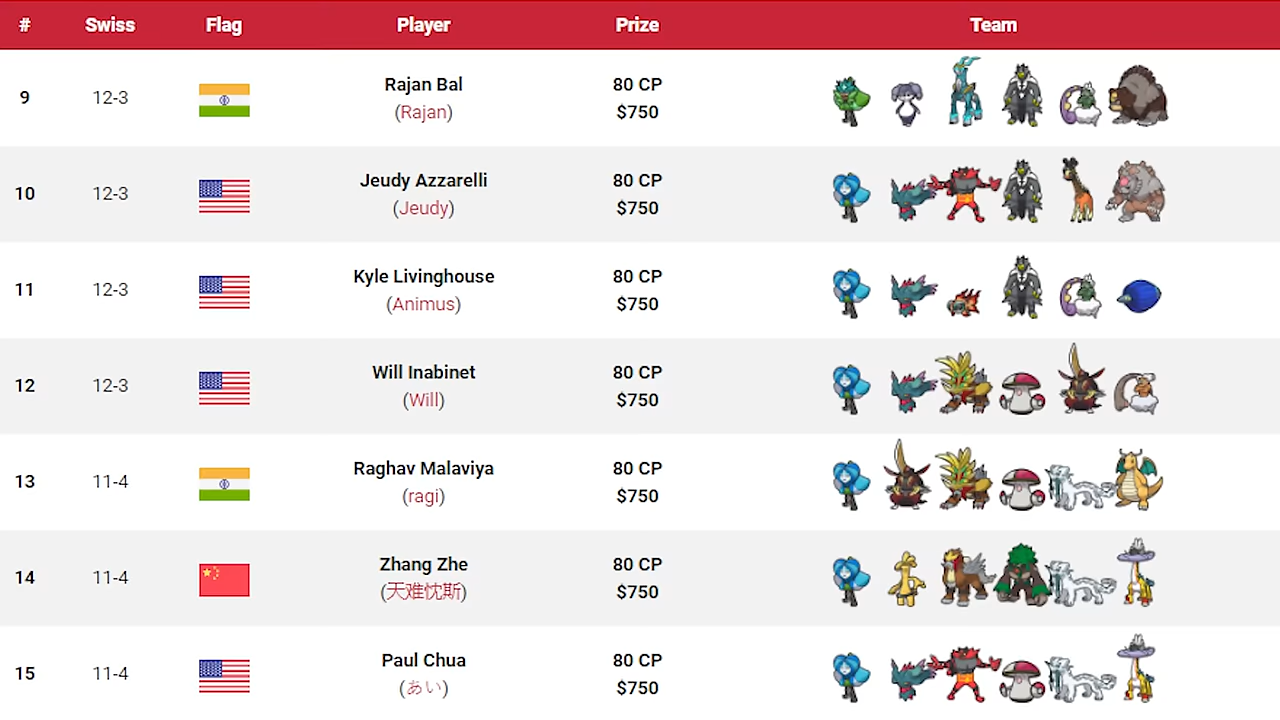 # Swiss Flag Player Prize Team
9 12-3 Rajan Bal 80 CP
(Rajan) $750
10 12-3 Jeudy Azzarelli 80 CP
(Jeudy) $750
11 12-3 Kyle Livinghouse 80 CP
(Animus) $750
12 12-3 Will Inabinet 80 CP
(Will) $750
13 11-4 Raghav Malaviya 80 CP
(ragi) $750
14 11-4 Zhang Zhe 80 CP
(天难忱斯) $750
15 11-4 Paul Chua 80 CP
(あい) $750